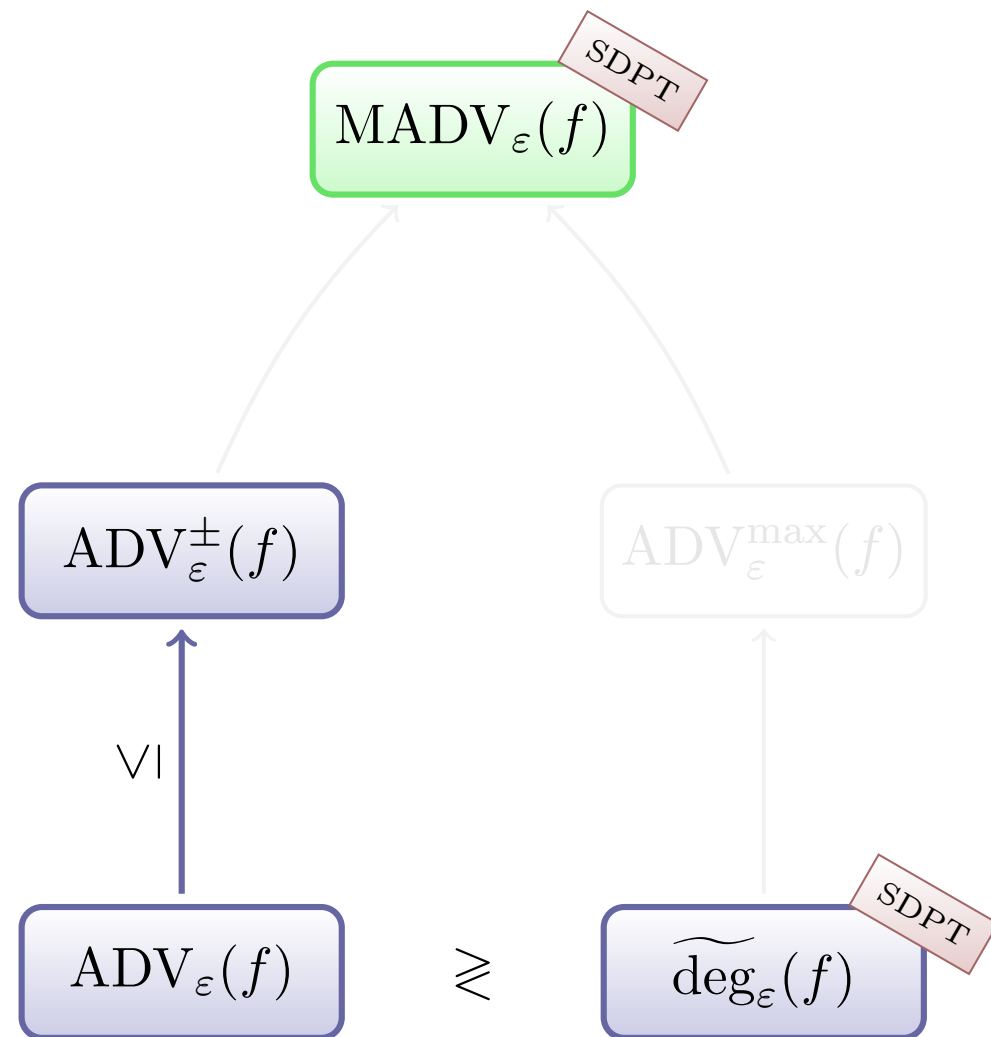 SDPT
MADV_ε(f)
ADV^±_ε(f)
ADV^max_ε(f)
≤
SDPT
ADV_ε(f) ≷ \widetilde{deg}_ε(f)